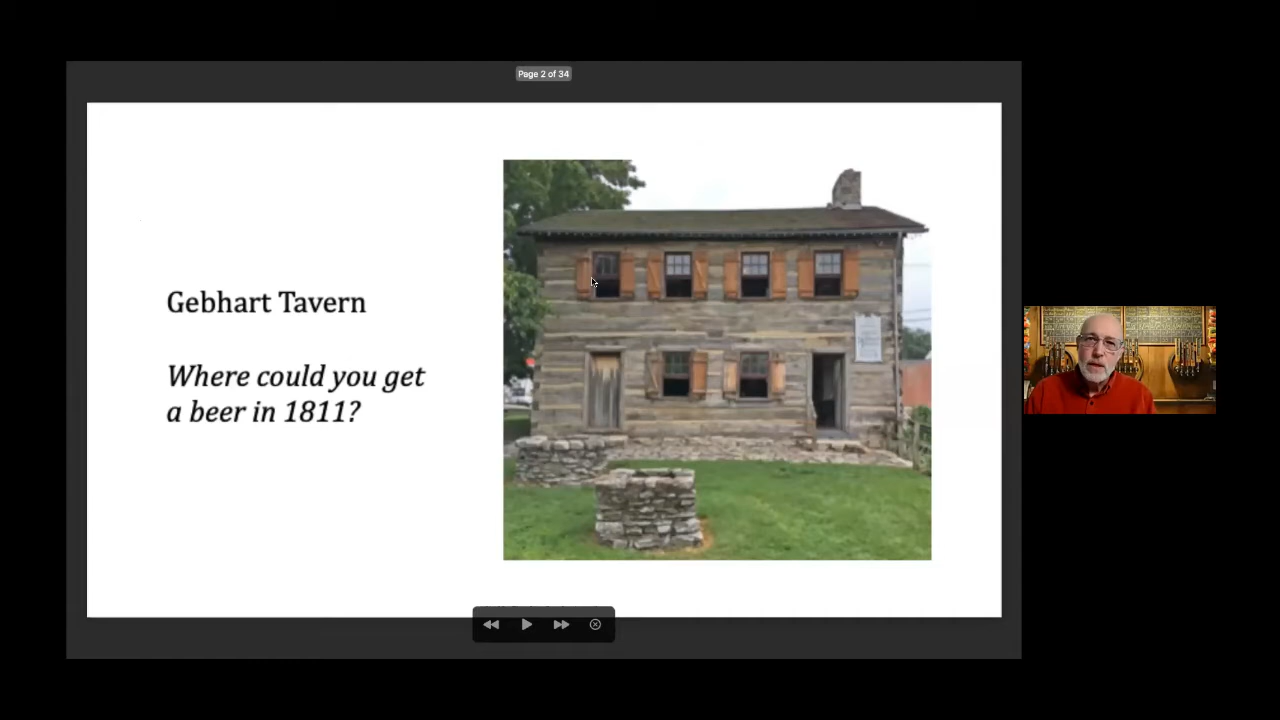 Page 2 of 34
Gebhart Tavern
Where could you get
a beer in 1811?